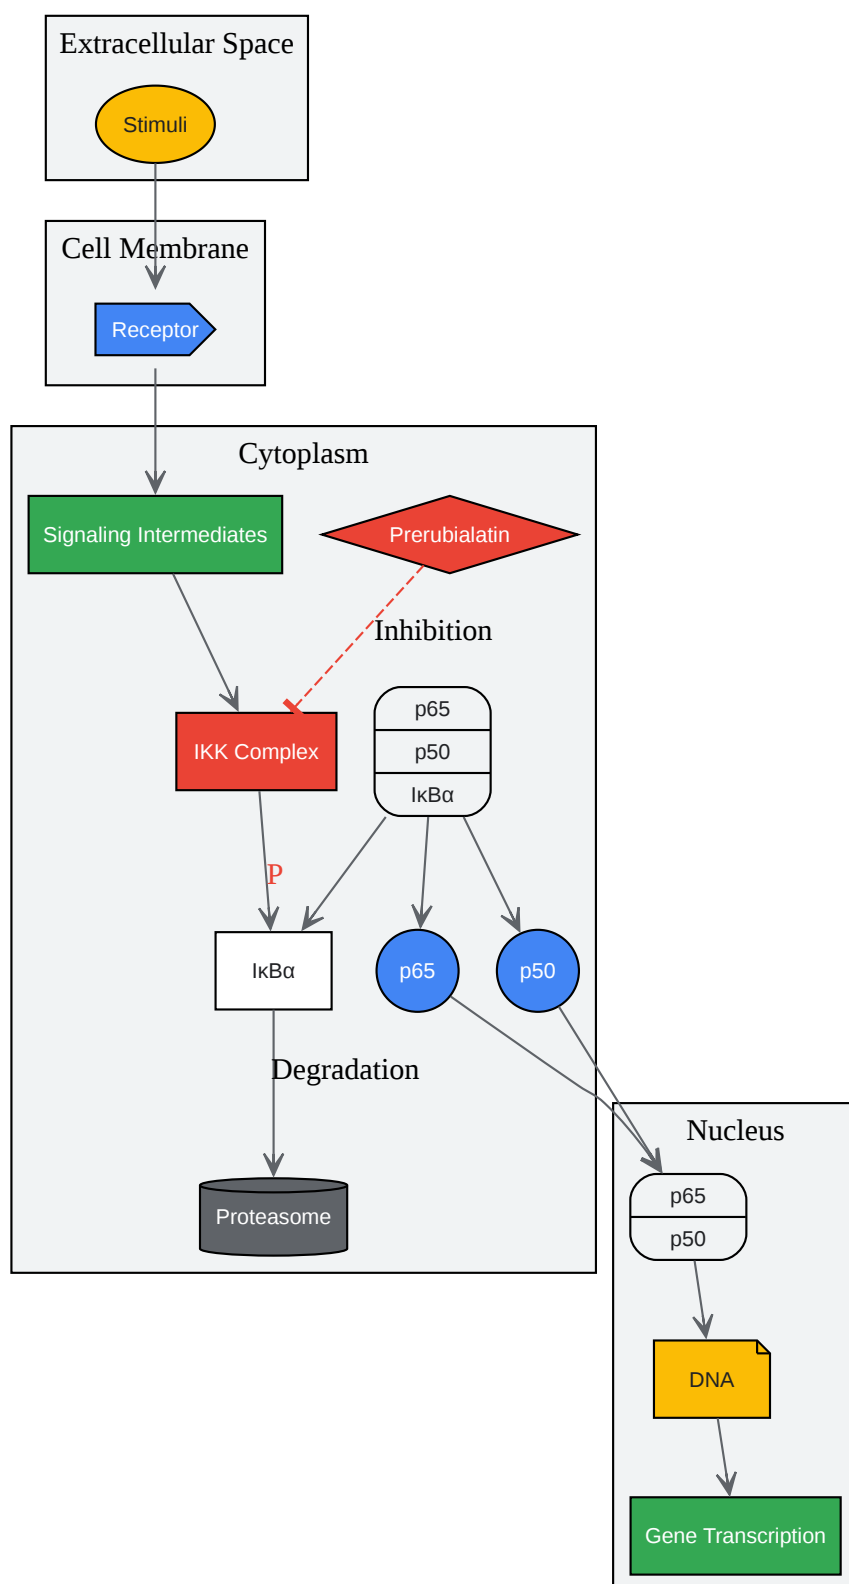 Extracellular Space
Stimuli
Cell Membrane
Receptor
Cytoplasm
Signaling Intermediates
Prerubialatin
Inhibition
IKK Complex
p65
p50
IκBα
P
IκBα
p65
p50
Degradation
Proteasome
Nucleus
p65
p50
DNA
Gene Transcription